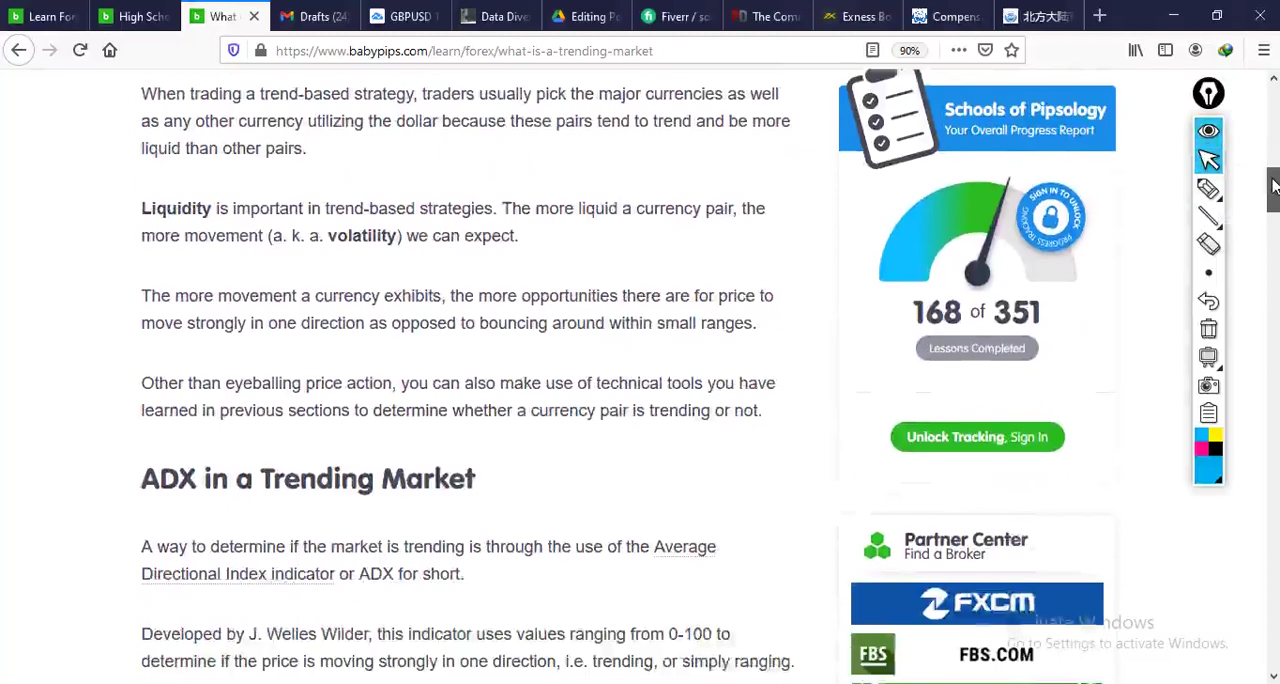 Learn For
High Scho
What
Drafts (24
GBPUSD
Data Dive
Editing Po
Fiverr / so
The Com
Exness Bo
Compens
北方大陆
https://www.babypips.com/learn/forex/what-is-a-trending-market
90%
When trading a trend-based strategy, traders usually pick the major currencies as well
as any other currency utilizing the dollar because these pairs tend to trend and be more
liquid than other pairs.
Liquidity is important in trend-based strategies. The more liquid a currency pair, the
more movement (a. k. a. volatility) we can expect.
The more movement a currency exhibits, the more opportunities there are for price to
move strongly in one direction as opposed to bouncing around within small ranges.
Other than eyeballing price action, you can also make use of technical tools you have
learned in previous sections to determine whether a currency pair is trending or not.
ADX in a Trending Market
A way to determine if the market is trending is through the use of the Average
Directional Index indicator or ADX for short.
Developed by J. Welles Wilder, this indicator uses values ranging from 0-100 to
determine if the price is moving strongly in one direction, i.e. trending, or simply ranging.
Schools of Pipsology
Your Overall Progress Report
SIGN IN TO UNLOCK
PROGRESS TRACKING
168 of 351
Lessons Completed
Unlock Tracking, Sign In
Partner Center
Find a Broker
FXCM
FBS
FBS.COM
Windows
Go to Settings to activate Windows.